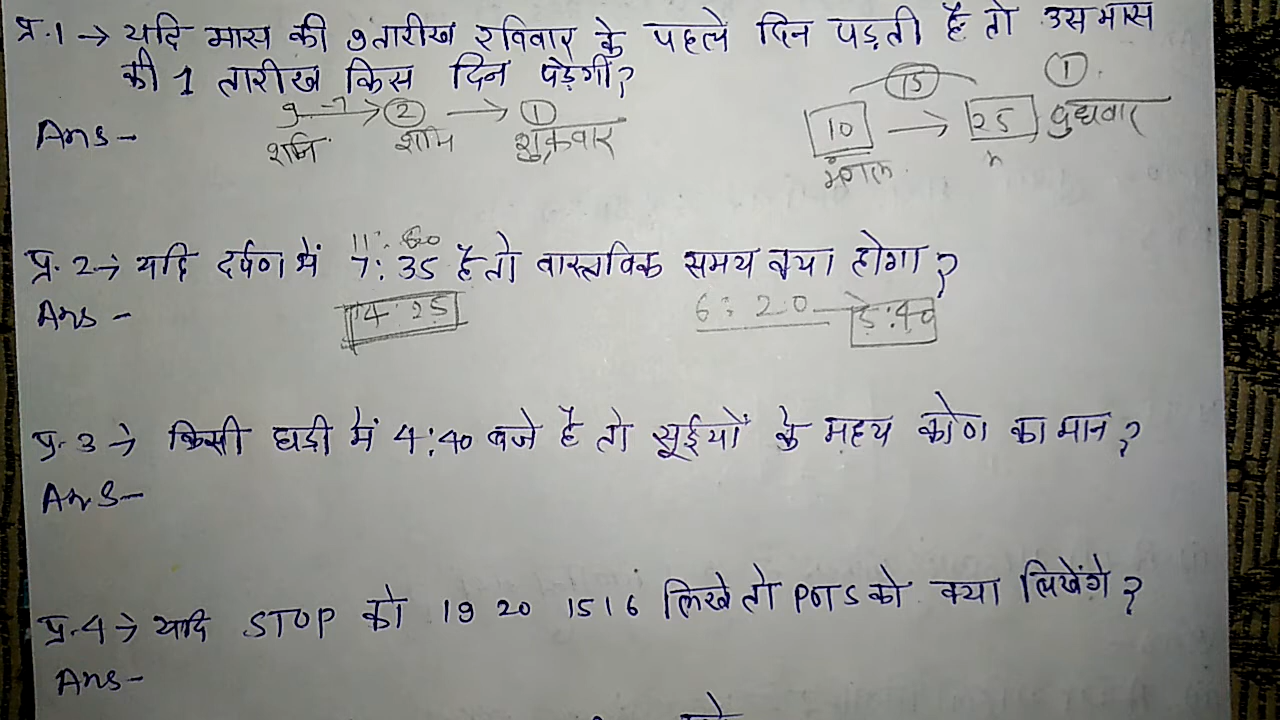 प्र.1 → यदि मास की 9 तारीख रविवार के पहले दिन पड़ती है तो उस मास
की 1 तारीख किस दिन पड़ेगी?
Ans -
9 -7→ 2 → 1
शनि शनि शुक्रवार
15 1
10 → 25 बुधवार
मंगल
प्र.2 → यदि दर्पण में 7:35 है तो वास्तविक समय क्या होगा?
11:60
Ans -
4:25
6:20 5:40
प्र.3 → किसी घड़ी में 4:40 बजे है तो सूईयों के मध्य कोण का मान?
Ans -
प्र.4 → यदि STOP को 19 20 15 16 लिखे तो POTS को क्या लिखेंगे?
Ans -